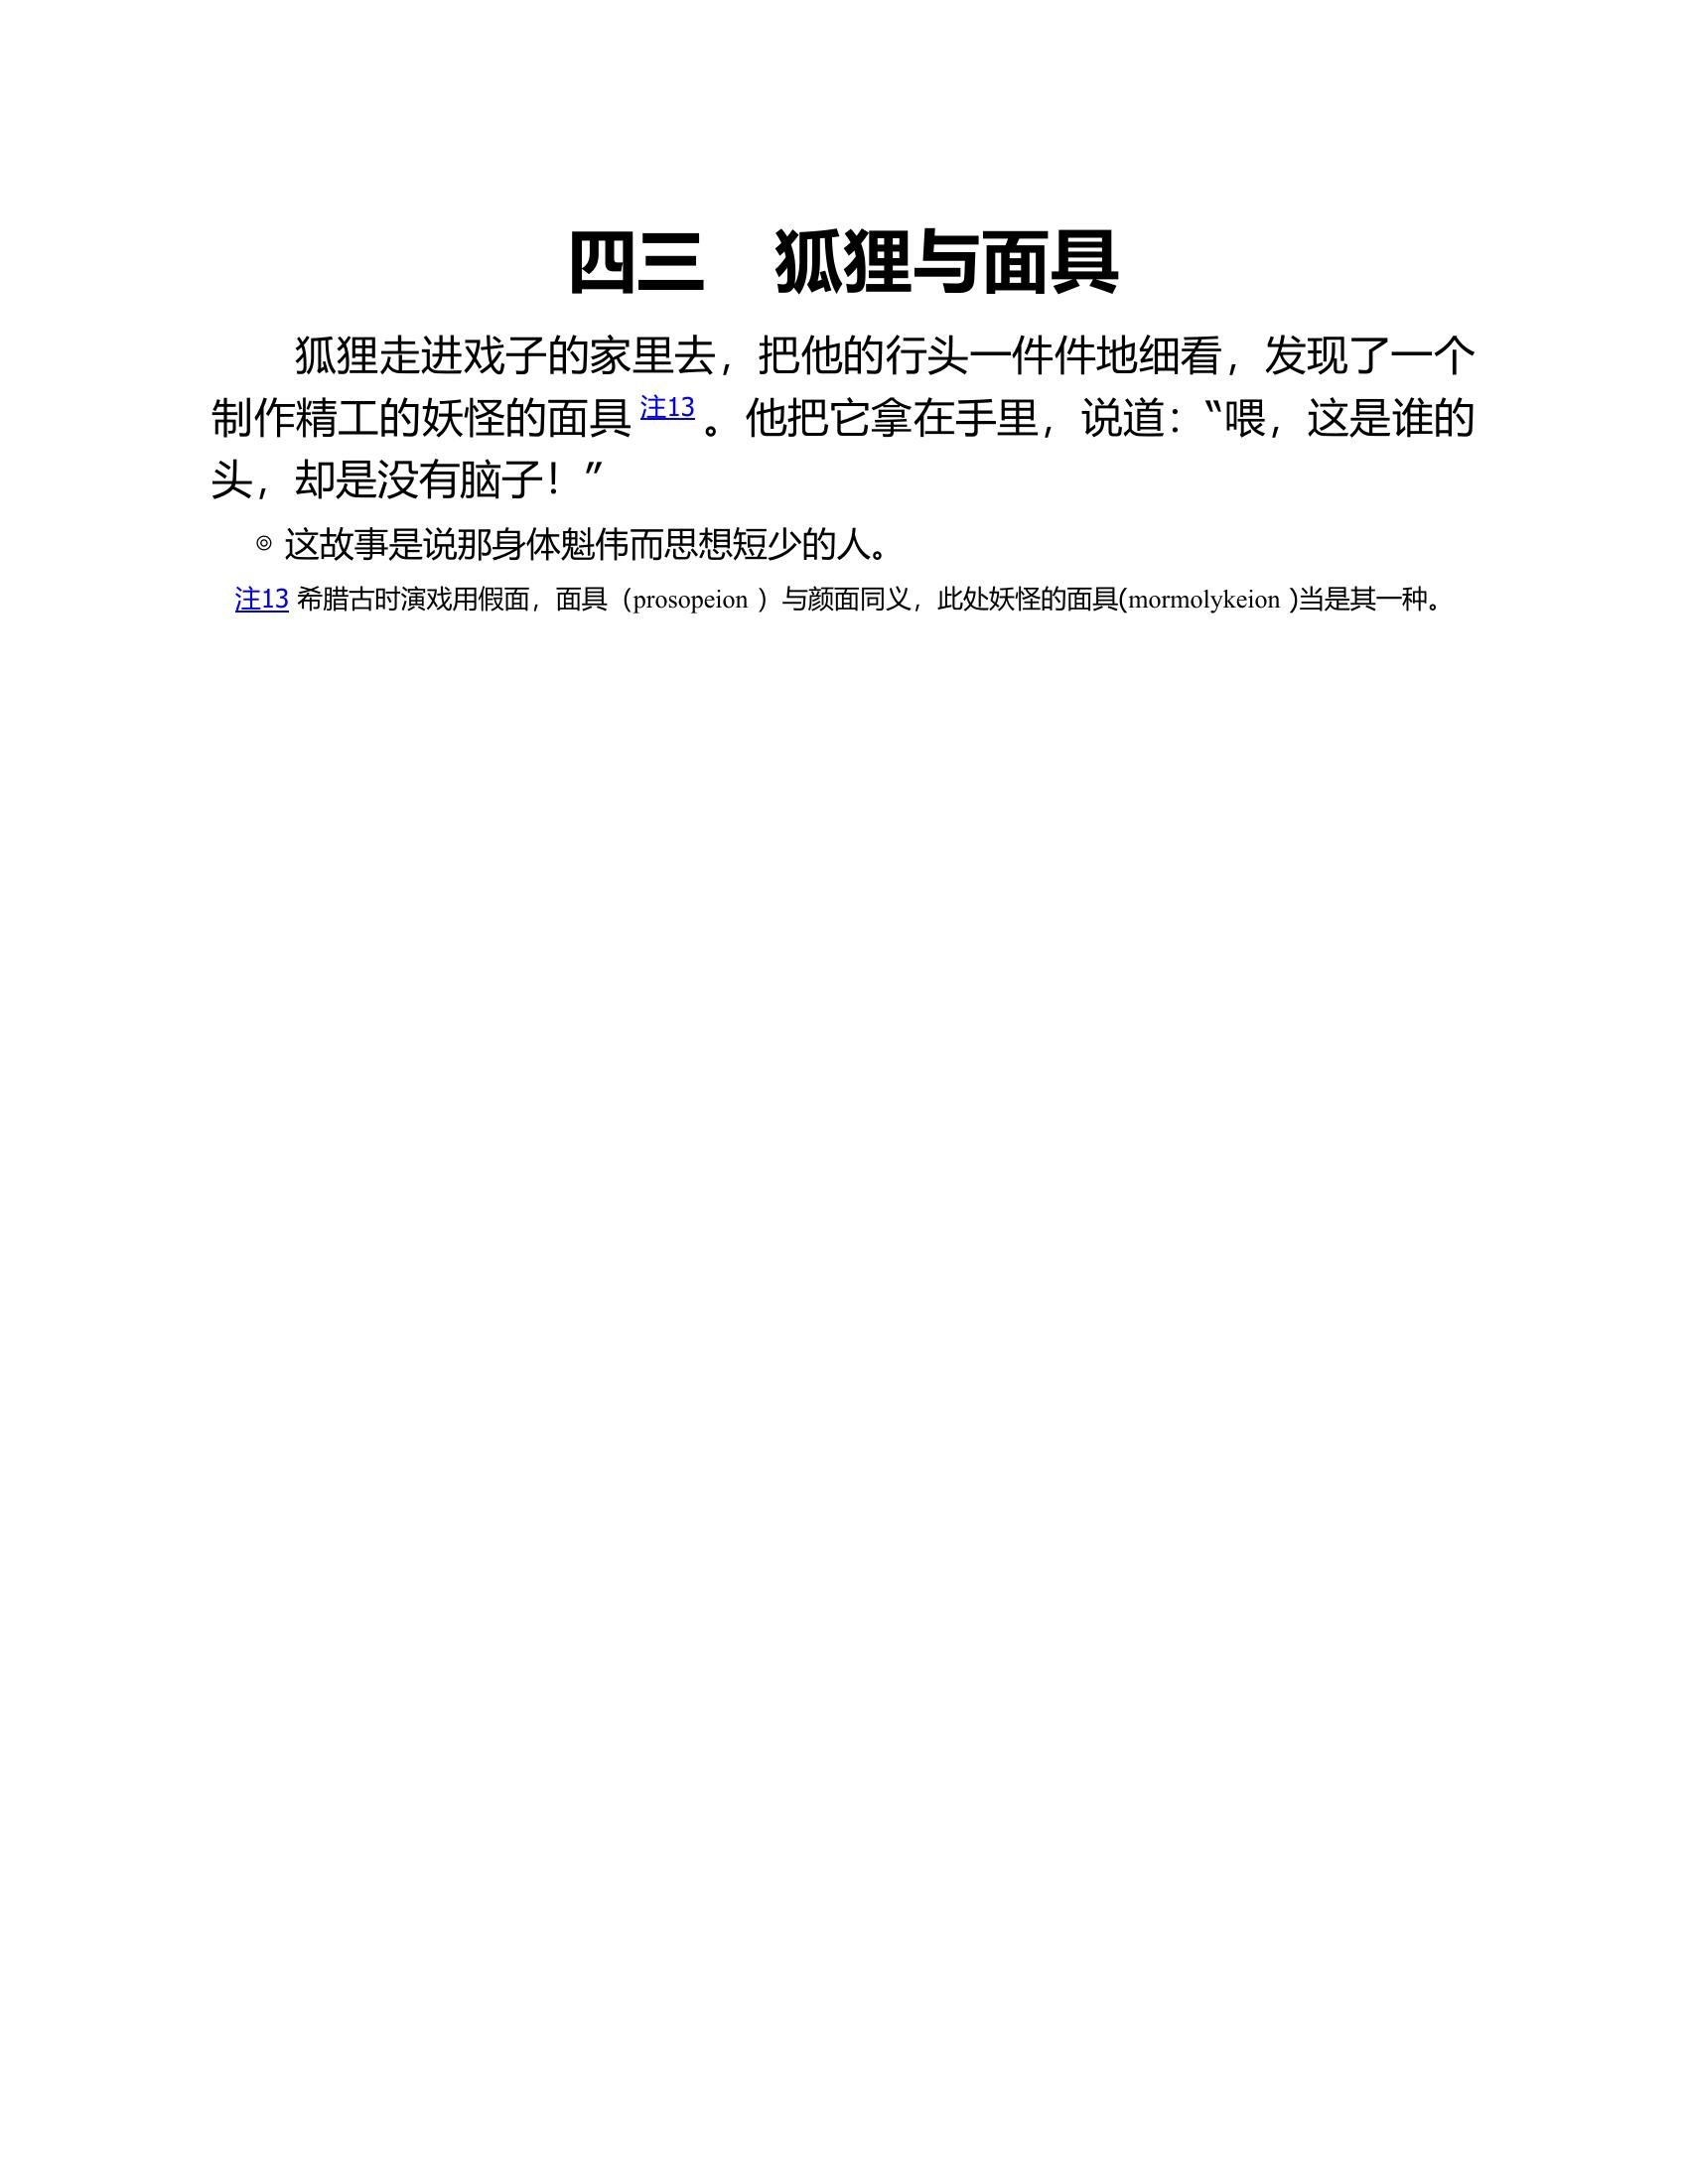 四三　狐狸与面具
狐狸走进戏子的家里去，把他的行头一件件地细看，发现了一个
制作精工的妖怪的面具 注13 。他把它拿在手里，说道：“喂，这是谁的
头，却是没有脑子！”
◎ 这故事是说那身体魁伟而思想短少的人。
注13 希腊古时演戏用假面，面具（prosopeion ）与颜面同义，此处妖怪的面具(mormolykeion )当是其一种。